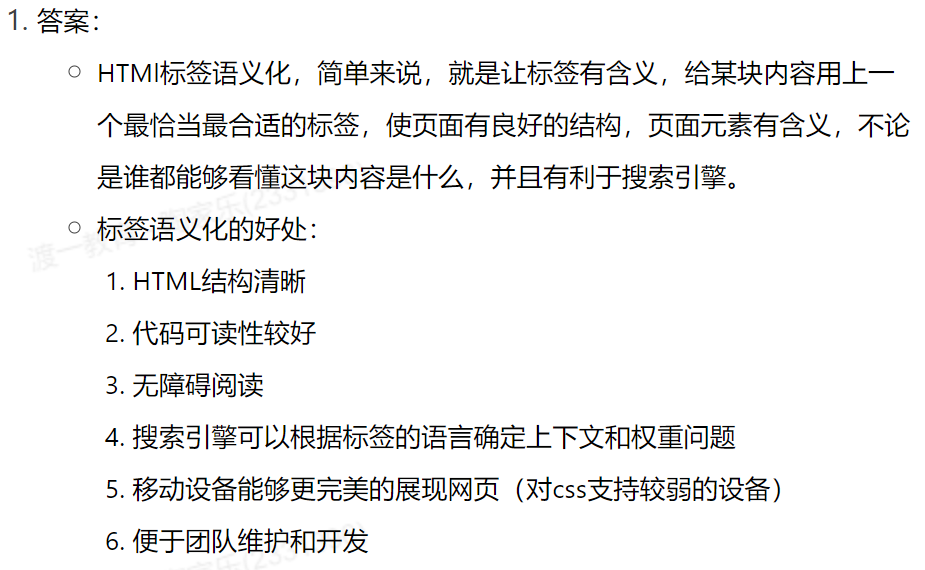 1. 答案：
HTMl标签语义化，简单来说，就是让标签有含义，给某块内容用上一
个最恰当最合适的标签，使页面有良好的结构，页面元素有含义，不论
是谁都能够看懂这块内容是什么，并且有利于搜索引擎。
标签语义化的好处：
1. HTML结构清晰
2. 代码可读性较好
3. 无障碍阅读
4. 搜索引擎可以根据标签的语言确定上下文和权重问题
5. 移动设备能够更完美的展现网页（对css支持较弱的设备）
6. 便于团队维护和开发